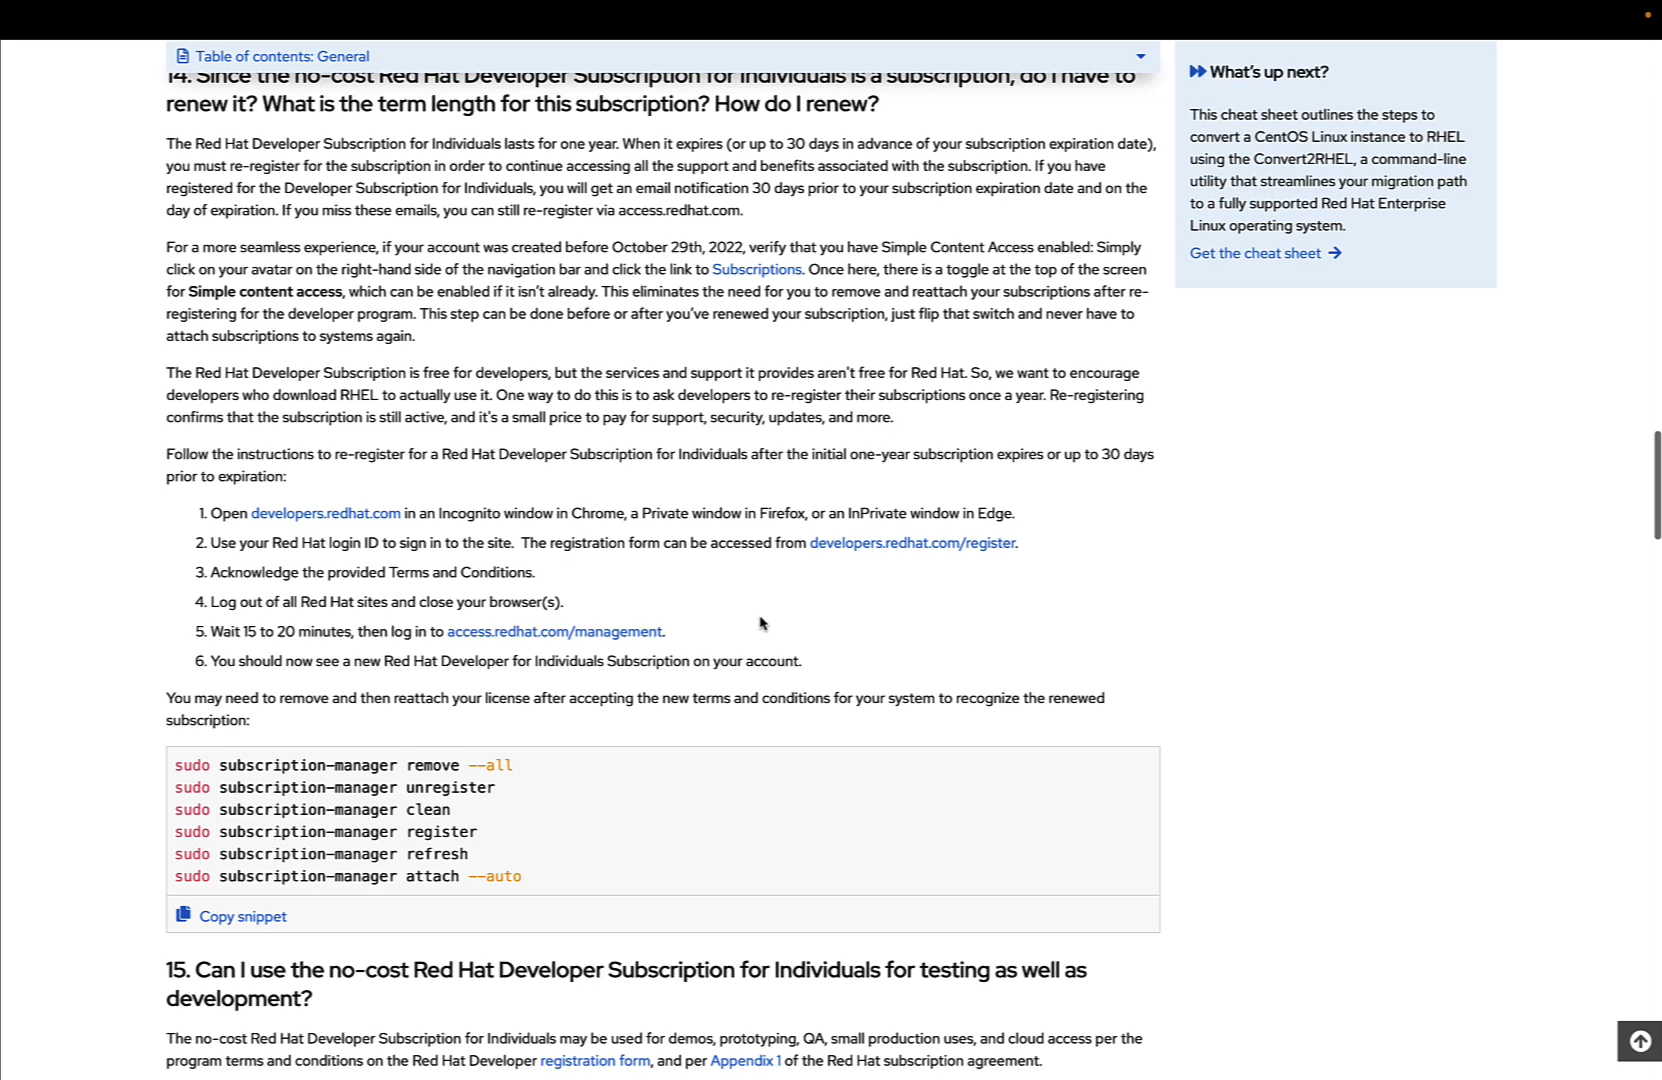 Table of contents: General
14. Since the no-cost Red Hat Developer Subscription for Individuals is a subscription, do I have to
renew it? What is the term length for this subscription? How do I renew?
The Red Hat Developer Subscription for Individuals lasts for one year. When it expires (or up to 30 days in advance of your subscription expiration date),
you must re-register for the subscription in order to continue accessing all the support and benefits associated with the subscription. If you have
registered for the Developer Subscription for Individuals, you will get an email notification 30 days prior to your subscription expiration date and on the
day of expiration. If you miss these emails, you can still re-register via access.redhat.com.
For a more seamless experience, if your account was created before October 29th, 2022, verify that you have Simple Content Access enabled: Simply
click on your avatar on the right-hand side of the navigation bar and click the link to Subscriptions. Once here, there is a toggle at the top of the screen
for Simple content access, which can be enabled if it isn't already. This eliminates the need for you to remove and reattach your subscriptions after re-
registering for the developer program. This step can be done before or after you've renewed your subscription, just flip that switch and never have to
attach subscriptions to systems again.
The Red Hat Developer Subscription is free for developers, but the services and support it provides aren't free for Red Hat. So, we want to encourage
developers who download RHEL to actually use it. One way to do this is to ask developers to re-register their subscriptions once a year. Re-registering
confirms that the subscription is still active, and it's a small price to pay for support, security, updates, and more.
Follow the instructions to re-register for a Red Hat Developer Subscription for Individuals after the initial one-year subscription expires or up to 30 days
prior to expiration:
1. Open developers.redhat.com in an Incognito window in Chrome, a Private window in Firefox, or an InPrivate window in Edge.
2. Use your Red Hat login ID to sign in to the site. The registration form can be accessed from developers.redhat.com/register.
3. Acknowledge the provided Terms and Conditions.
4. Log out of all Red Hat sites and close your browser(s).
5. Wait 15 to 20 minutes, then log in to access.redhat.com/management.
6. You should now see a new Red Hat Developer for Individuals Subscription on your account.
You may need to remove and then reattach your license after accepting the new terms and conditions for your system to recognize the renewed
subscription:
sudo subscription-manager remove --all
sudo subscription-manager unregister
sudo subscription-manager clean
sudo subscription-manager register
sudo subscription-manager refresh
sudo subscription-manager attach --auto
Copy snippet
15. Can I use the no-cost Red Hat Developer Subscription for Individuals for testing as well as
development?
The no-cost Red Hat Developer Subscription for Individuals may be used for demos, prototyping, QA, small production uses, and cloud access per the
program terms and conditions on the Red Hat Developer registration form, and per Appendix 1 of the Red Hat subscription agreement.
What's up next?
This cheat sheet outlines the steps to
convert a CentOS Linux instance to RHEL
using the Convert2RHEL, a command-line
utility that streamlines your migration path
to a fully supported Red Hat Enterprise
Linux operating system.
Get the cheat sheet